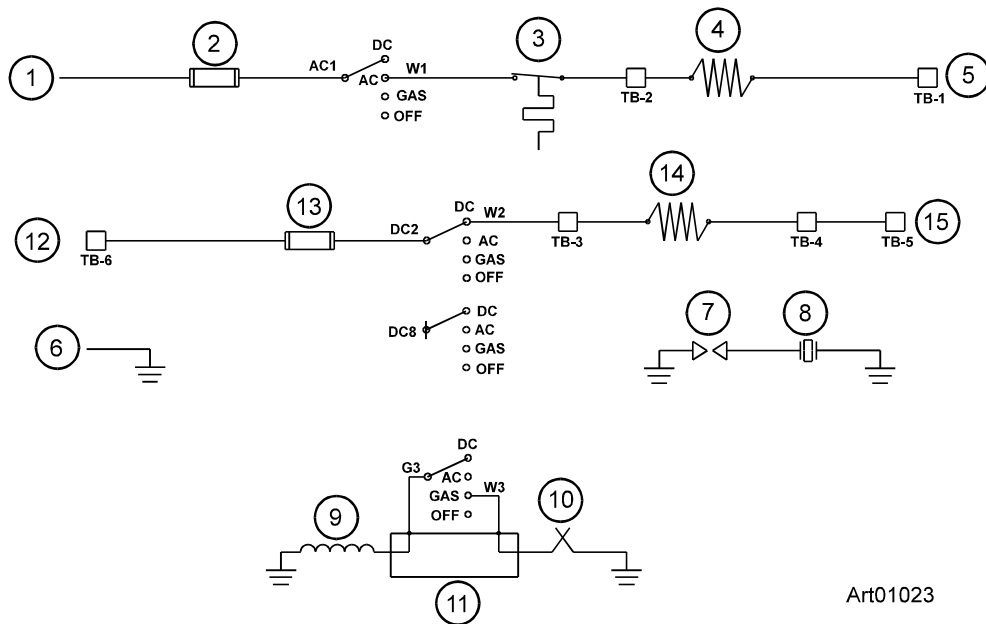 1
2
3
4
5
AC1
DC
AC
GAS
OFF
W1
TB-2
TB-1
12
13
14
15
TB-6
DC2
DC
AC
GAS
OFF
W2
TB-3
TB-4
TB-5
6
DC8
DC
AC
GAS
OFF
7
8
G3
DC
AC
GAS
OFF
W3
9
10
11
Art01023